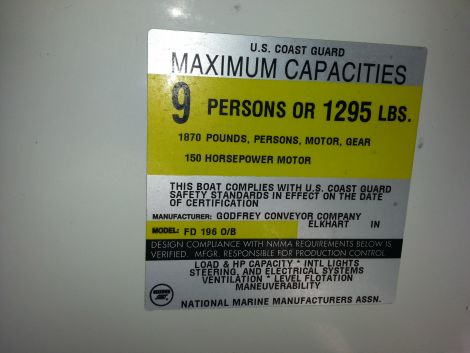 U.S. COAST GUARD
MAXIMUM CAPACITIES
9 PERSONS OR 1295 LBS.
1870 POUNDS, PERSONS, MOTOR, GEAR
150 HORSEPOWER MOTOR
THIS BOAT COMPLIES WITH U.S. COAST GUARD
SAFETY STANDARDS IN EFFECT ON THE DATE
OF CERTIFICATION
MANUFACTURER: GODFREY CONVEYOR COMPANY
ELKHART IN
MODEL: FD 196 O/B
DESIGN COMPLIANCE WITH NMMA REQUIREMENTS BELOW IS
VERIFIED. MFGR. RESPONSIBLE FOR PRODUCTION CONTROL.
LOAD & HP CAPACITY * INTL LIGHTS
STEERING, AND ELECTRICAL SYSTEMS
VENTILATION * LEVEL FLOTATION
MANEUVERABILITY
NATIONAL MARINE MANUFACTURERS ASSN.